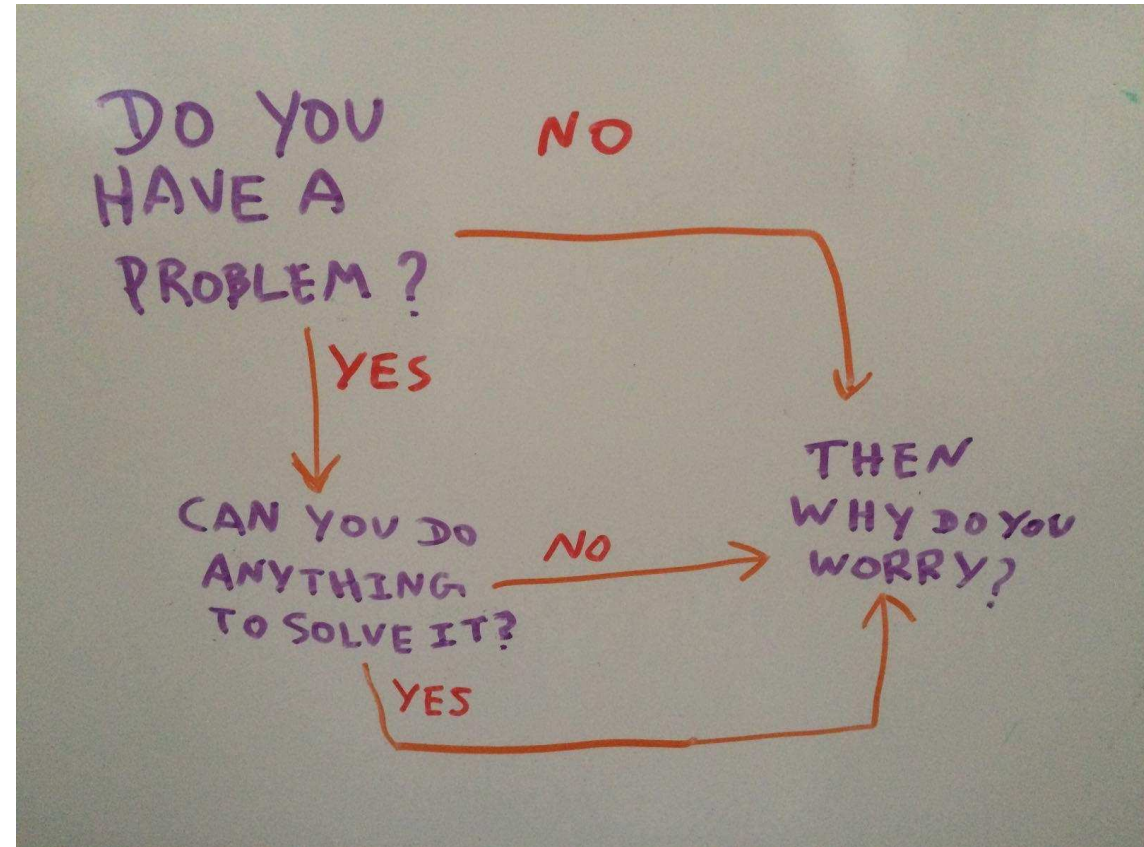 DO YOU
HAVE A
PROBLEM?
NO
YES
CAN YOU DO
ANYTHING
TO SOLVE IT?
NO
YES
THEN
WHY DO YOU
WORRY?